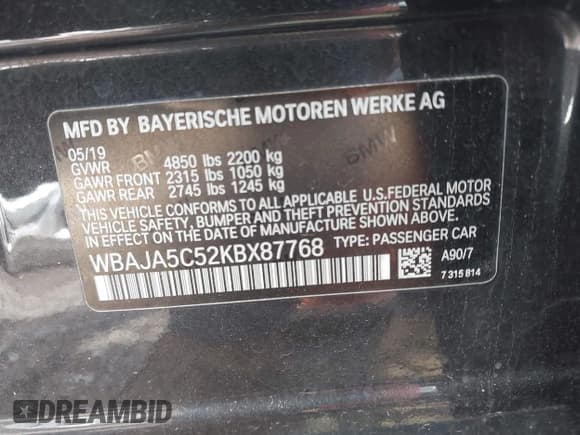 MFD BY BAYERISCHE MOTOREN WERKE AG
05/19
GVWR 4850 lbs 2200 kg
GAWR FRONT 2315 lbs 1050 kg
GAWR REAR 2745 lbs 1245 kg
THIS VEHICLE CONFORMS TO ALL APPLICABLE U.S.FEDERAL MOTOR
VEHICLE SAFETY, BUMPER AND THEFT PREVENTION STANDARDS
IN EFFECT ON THE DATE OF MANUFACTURE SHOWN ABOVE.
WBAJA5C52KBX87768 TYPE: PASSENGER CAR
A90/7
7 315 814
BMW
DREAMBID